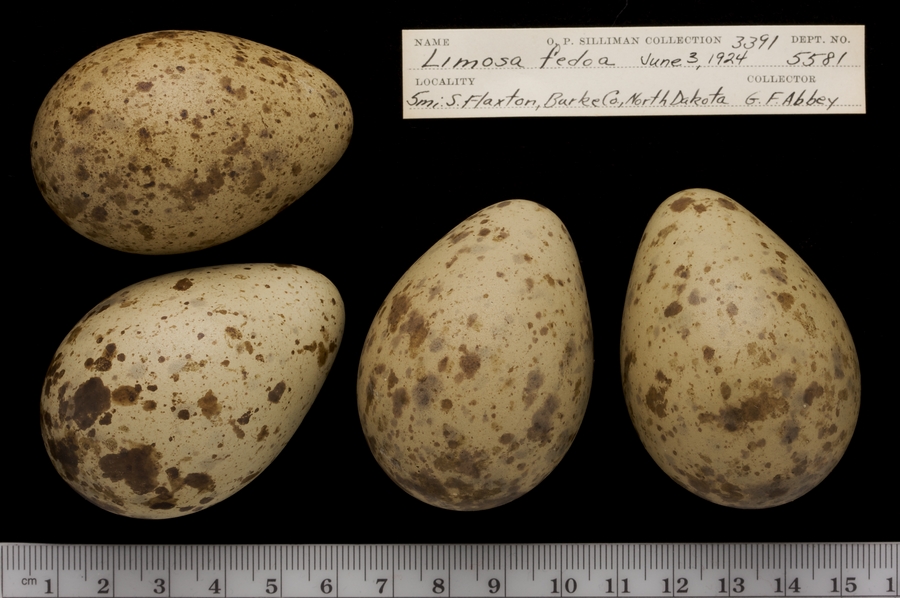 NAME O. P. SILLIMAN COLLECTION 3391 DEPT. NO.
Limosa fedoa June 3, 1924 5581
LOCALITY COLLECTOR
5mi. S. Flaxton, Burke Co, North Dakota G. F. Abbey
cm 1 2 3 4 5 6 7 8 9 10 11 12 13 14 15 1